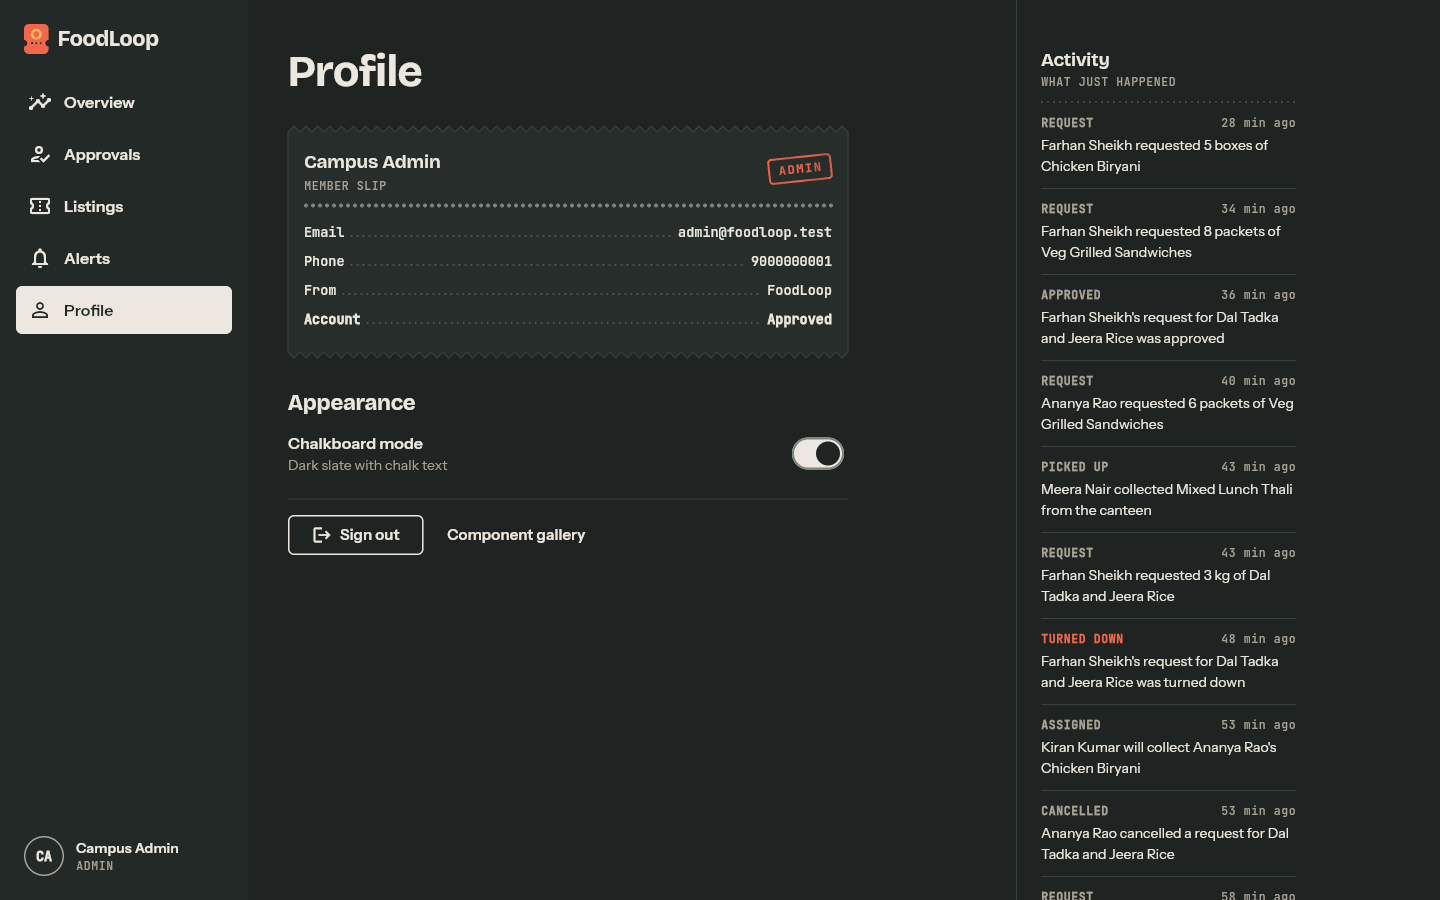 FoodLoop
Overview
Approvals
Listings
Alerts
Profile
CA
Campus Admin
ADMIN
Profile
Campus Admin
MEMBER SLIP
ADMIN
Email admin@foodloop.test
Phone 9000000001
From FoodLoop
Account Approved
Appearance
Chalkboard mode
Dark slate with chalk text
Sign out
Component gallery
Activity
WHAT JUST HAPPENED
REQUEST 28 min ago
Farhan Sheikh requested 5 boxes of
Chicken Biryani
REQUEST 34 min ago
Farhan Sheikh requested 8 packets of
Veg Grilled Sandwiches
APPROVED 36 min ago
Farhan Sheikh's request for Dal Tadka
and Jeera Rice was approved
REQUEST 40 min ago
Ananya Rao requested 6 packets of Veg
Grilled Sandwiches
PICKED UP 43 min ago
Meera Nair collected Mixed Lunch Thali
from the canteen
REQUEST 43 min ago
Farhan Sheikh requested 3 kg of Dal
Tadka and Jeera Rice
TURNED DOWN 48 min ago
Farhan Sheikh's request for Dal Tadka
and Jeera Rice was turned down
ASSIGNED 53 min ago
Kiran Kumar will collect Ananya Rao's
Chicken Biryani
CANCELLED 53 min ago
Ananya Rao cancelled a request for Dal
Tadka and Jeera Rice
REQUEST 58 min ago